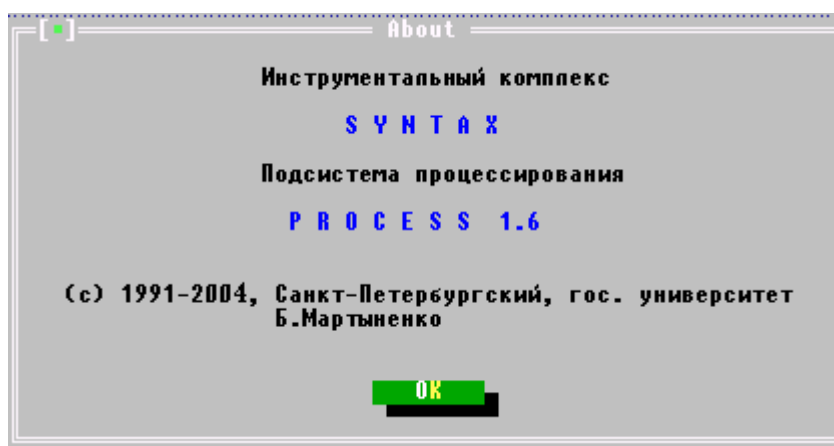 [■] About
Инструментальный комплекс
S Y N T A X
Подсистема процессирования
P R O C E S S 1.6
(c) 1991-2004, Санкт-Петербургский, гос. университет
Б.Мартыненко
OK